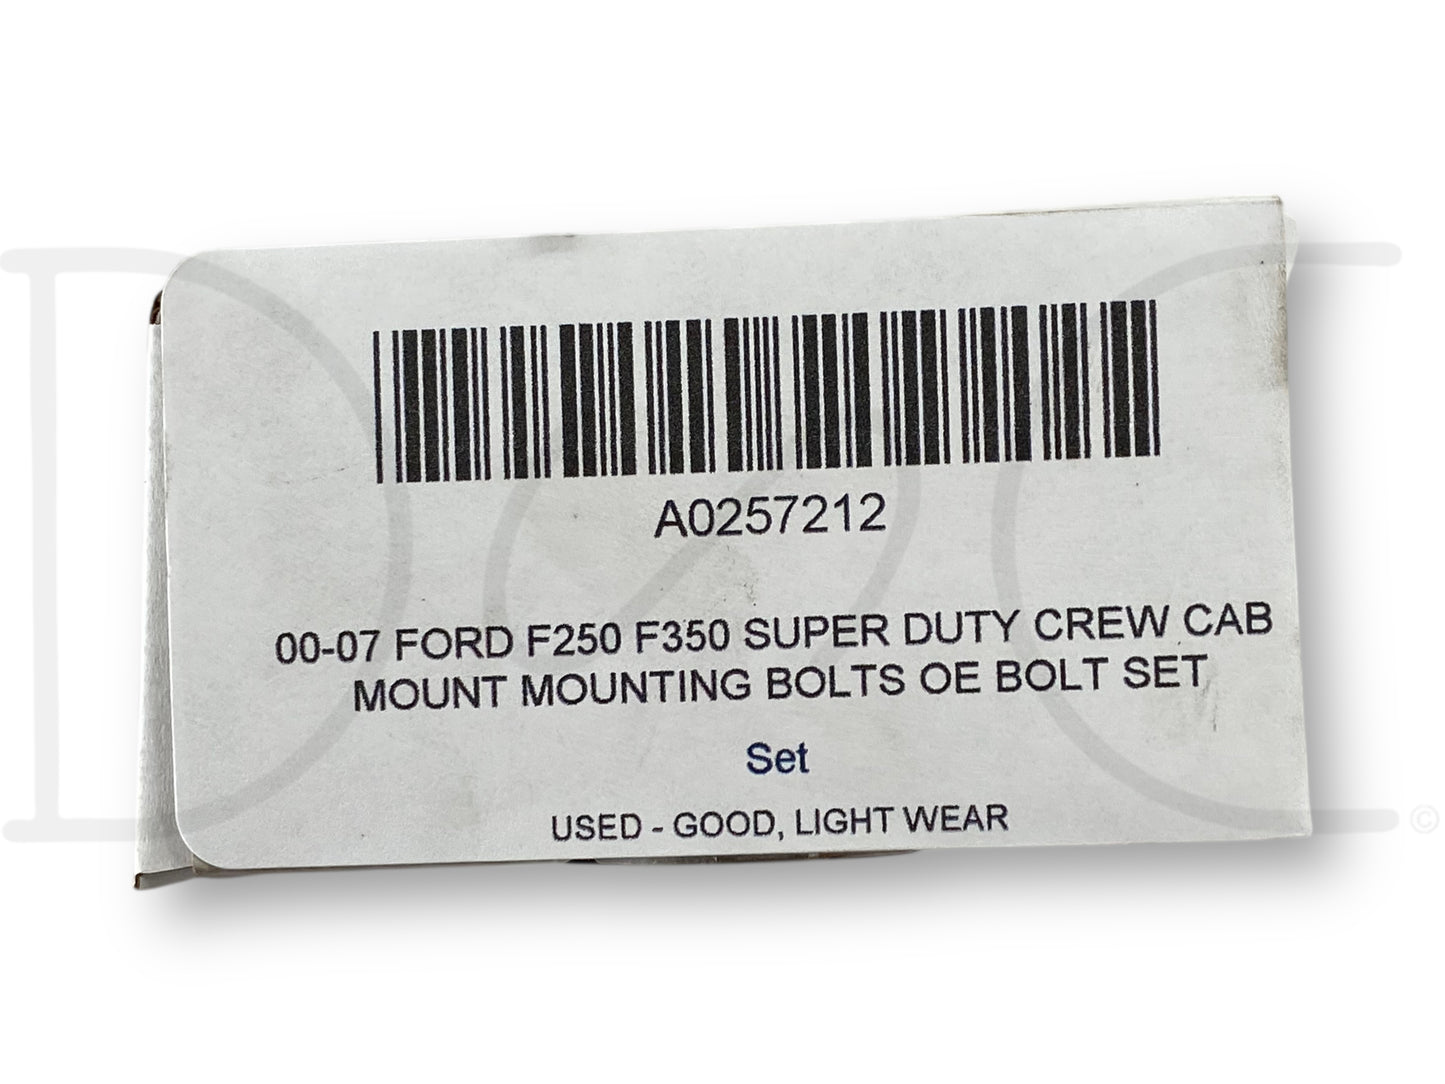 A0257212
00-07 FORD F250 F350 SUPER DUTY CREW CAB
MOUNT MOUNTING BOLTS OE BOLT SET
Set
USED - GOOD, LIGHT WEAR
©